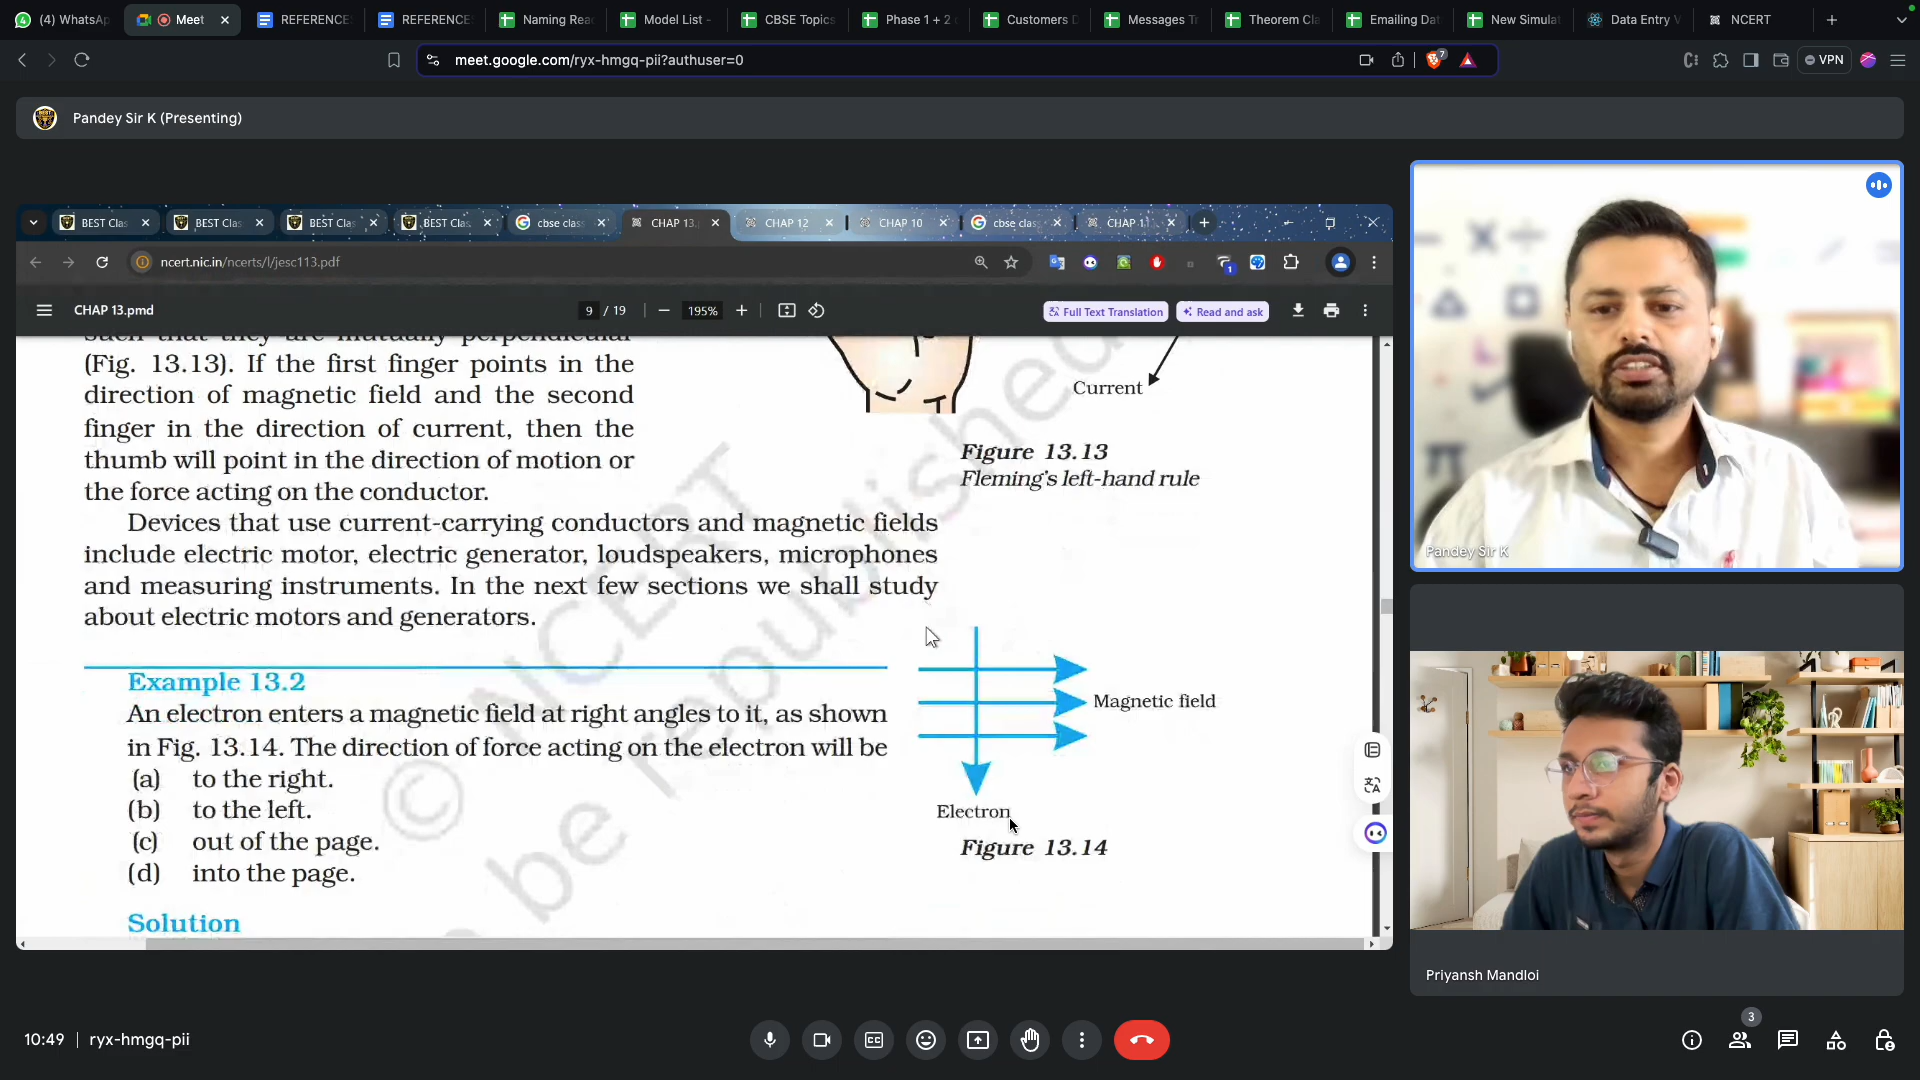 (4) WhatsAp
Meet
REFERENCE
REFERENCE
Naming Rea
Model List -
CBSE Topics
Phase 1 + 2
Customers D
Messages Tr
Theorem Cla
Emailing Dat
New Simulat
Data Entry V
NCERT
meet.google.com/ryx-hmgq-pii?authuser=0
7
VPN
Pandey Sir K (Presenting)
BEST Clas
BEST Clas
BEST Clas
BEST Clas
cbse class
CHAP 13.
CHAP 12
CHAP 10
cbse clas
CHAP 11.
ncert.nic.in/ncerts/l/jesc113.pdf
1
CHAP 13.pmd
9 / 19
195%
Full Text Translation
Read and ask
such that they are mutually perpendicular
(Fig. 13.13). If the first finger points in the
direction of magnetic field and the second
finger in the direction of current, then the
thumb will point in the direction of motion or
the force acting on the conductor.
Current
Figure 13.13
Fleming's left-hand rule
Devices that use current-carrying conductors and magnetic fields
include electric motor, electric generator, loudspeakers, microphones
and measuring instruments. In the next few sections we shall study
about electric motors and generators.
Example 13.2
An electron enters a magnetic field at right angles to it, as shown
in Fig. 13.14. The direction of force acting on the electron will be
(a) to the right.
(b) to the left.
(c) out of the page.
(d) into the page.
Solution
Magnetic field
Electron
Figure 13.14
© NCERT
be republished
Pandey Sir K
Priyansh Mandloi
10:49 | ryx-hmgq-pii
3